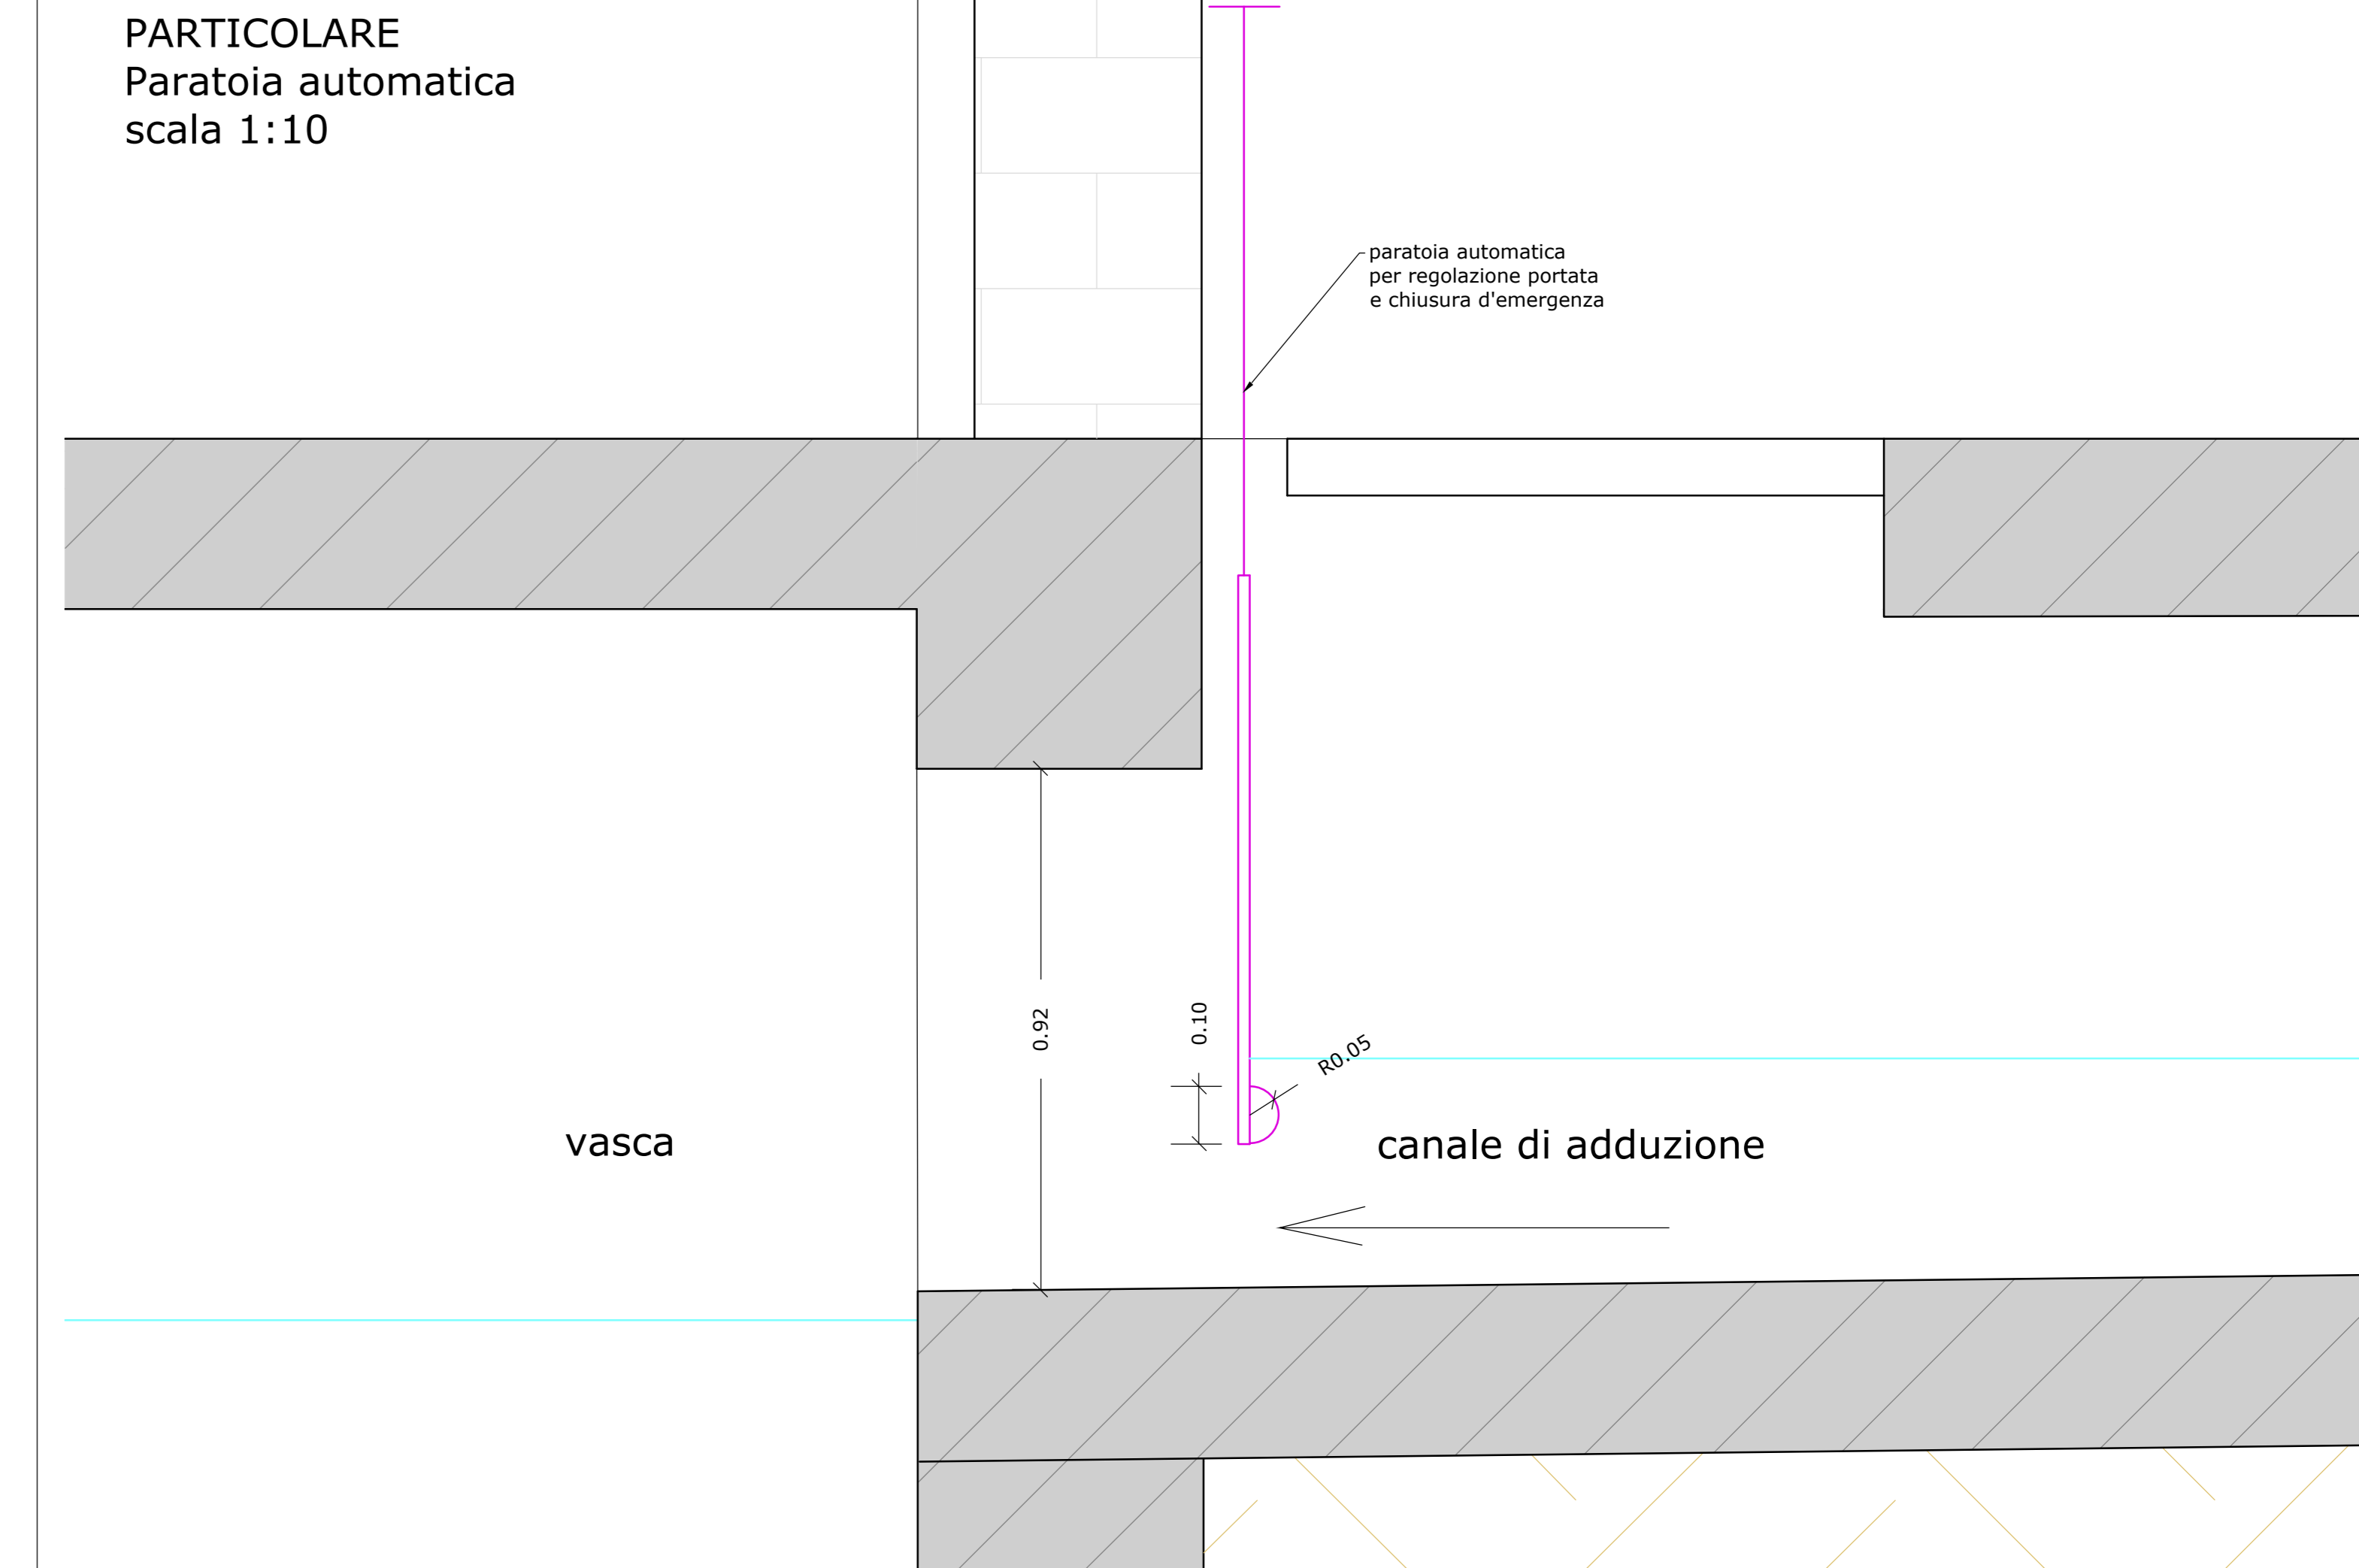 PARTICOLARE
Paratoia automatica
scala 1:10
paratoia automatica
per regolazione portata
e chiusura d'emergenza
0.92
0.10
R0.05
vasca
canale di adduzione